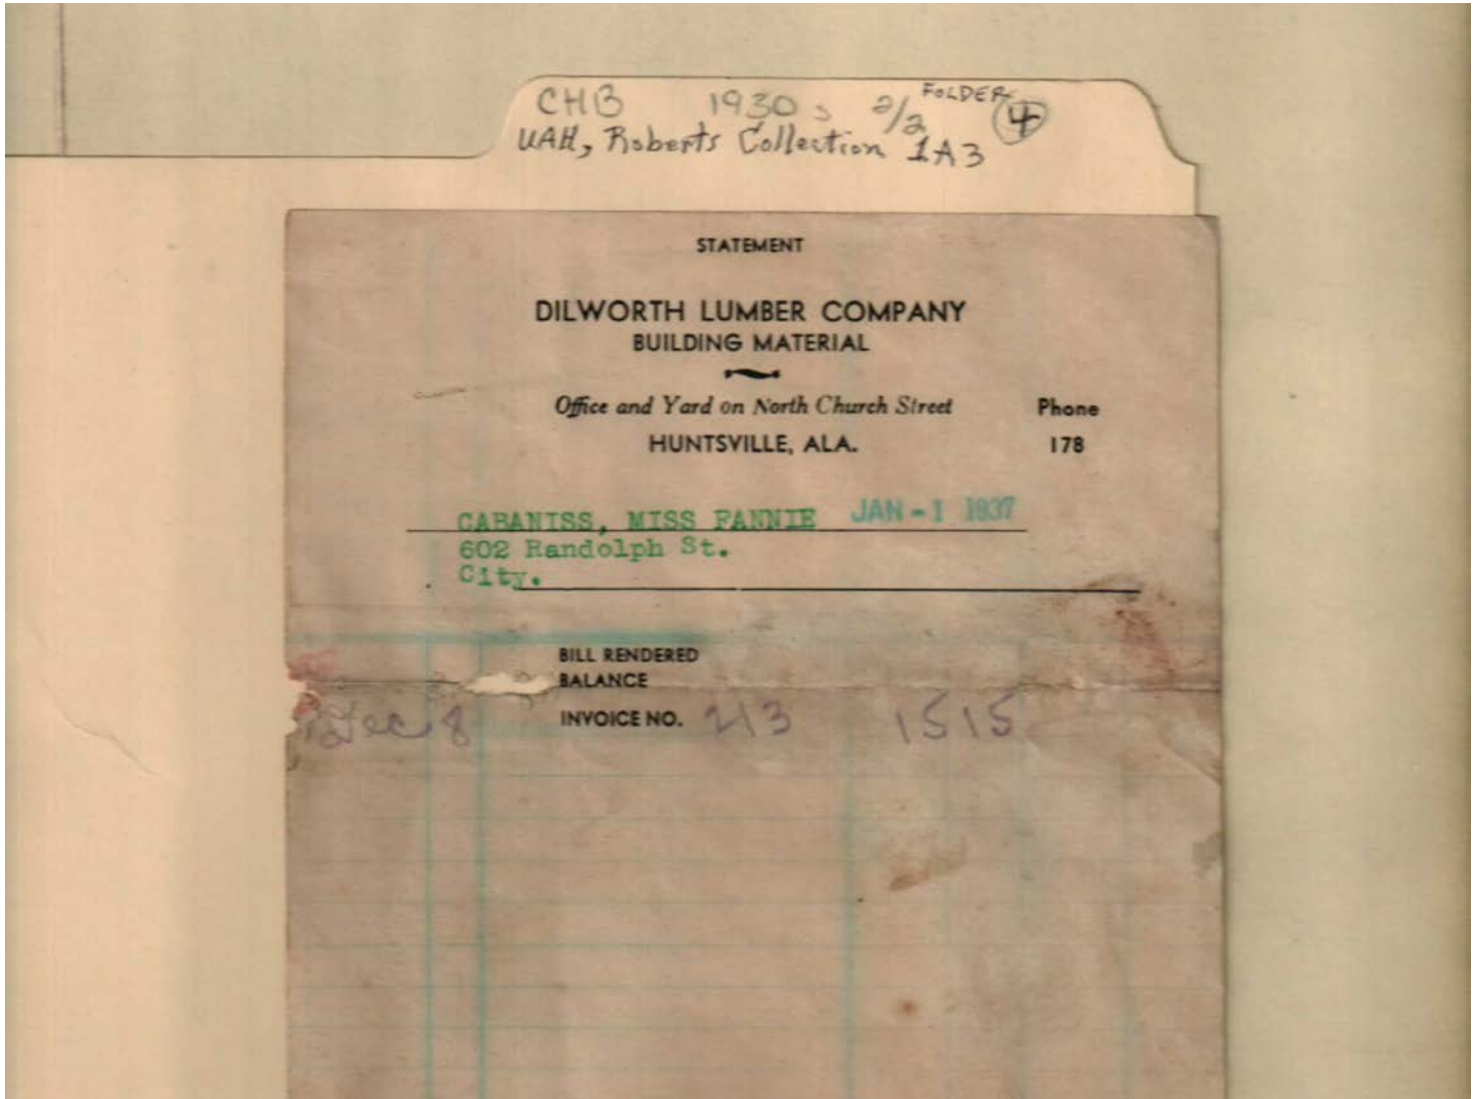 CHB 1930s 2/2 FOLDER 4
UAH, Roberts Collection 1A3
STATEMENT
DILWORTH LUMBER COMPANY
BUILDING MATERIAL
Office and Yard on North Church Street Phone
HUNTSVILLE, ALA. 178
CABANISS, MISS FANNIE JAN-1 1937
602 Randolph St.
City.
BILL RENDERED
BALANCE
Dec 8 INVOICE NO. 213 1515